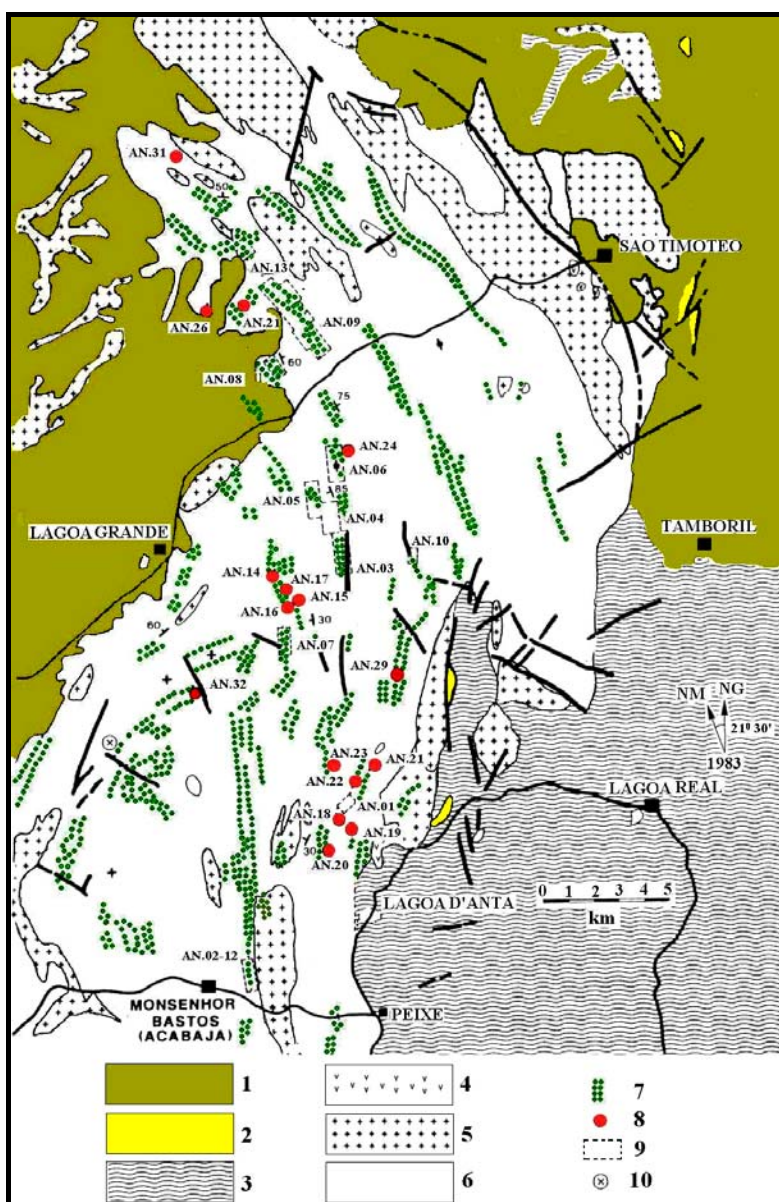 AN.31
50
SAO TIMOTEO
AN.13
AN.26
AN.21
AN.09
60
AN.08
75
AN.24
AN.06
85
AN.05
AN.04
LAGOA GRANDE
TAMBORIL
AN.10
AN.03
AN.14
AN.17
AN.15
AN.16
30
60
AN.07
AN.29
AN.32
NM
NG
21⁰ 30'
1983
AN.23
AN.21
AN.22
LAGOA REAL
AN.01
AN.18
AN.19
30
AN.20
LAGOA D'ANTA
0 1 2 3 4 5
km
AN.02-12
MONSENHOR
BASTOS
(ACABAJA)
PEIXE
1
2
3
4
5
6
7
8
9
10